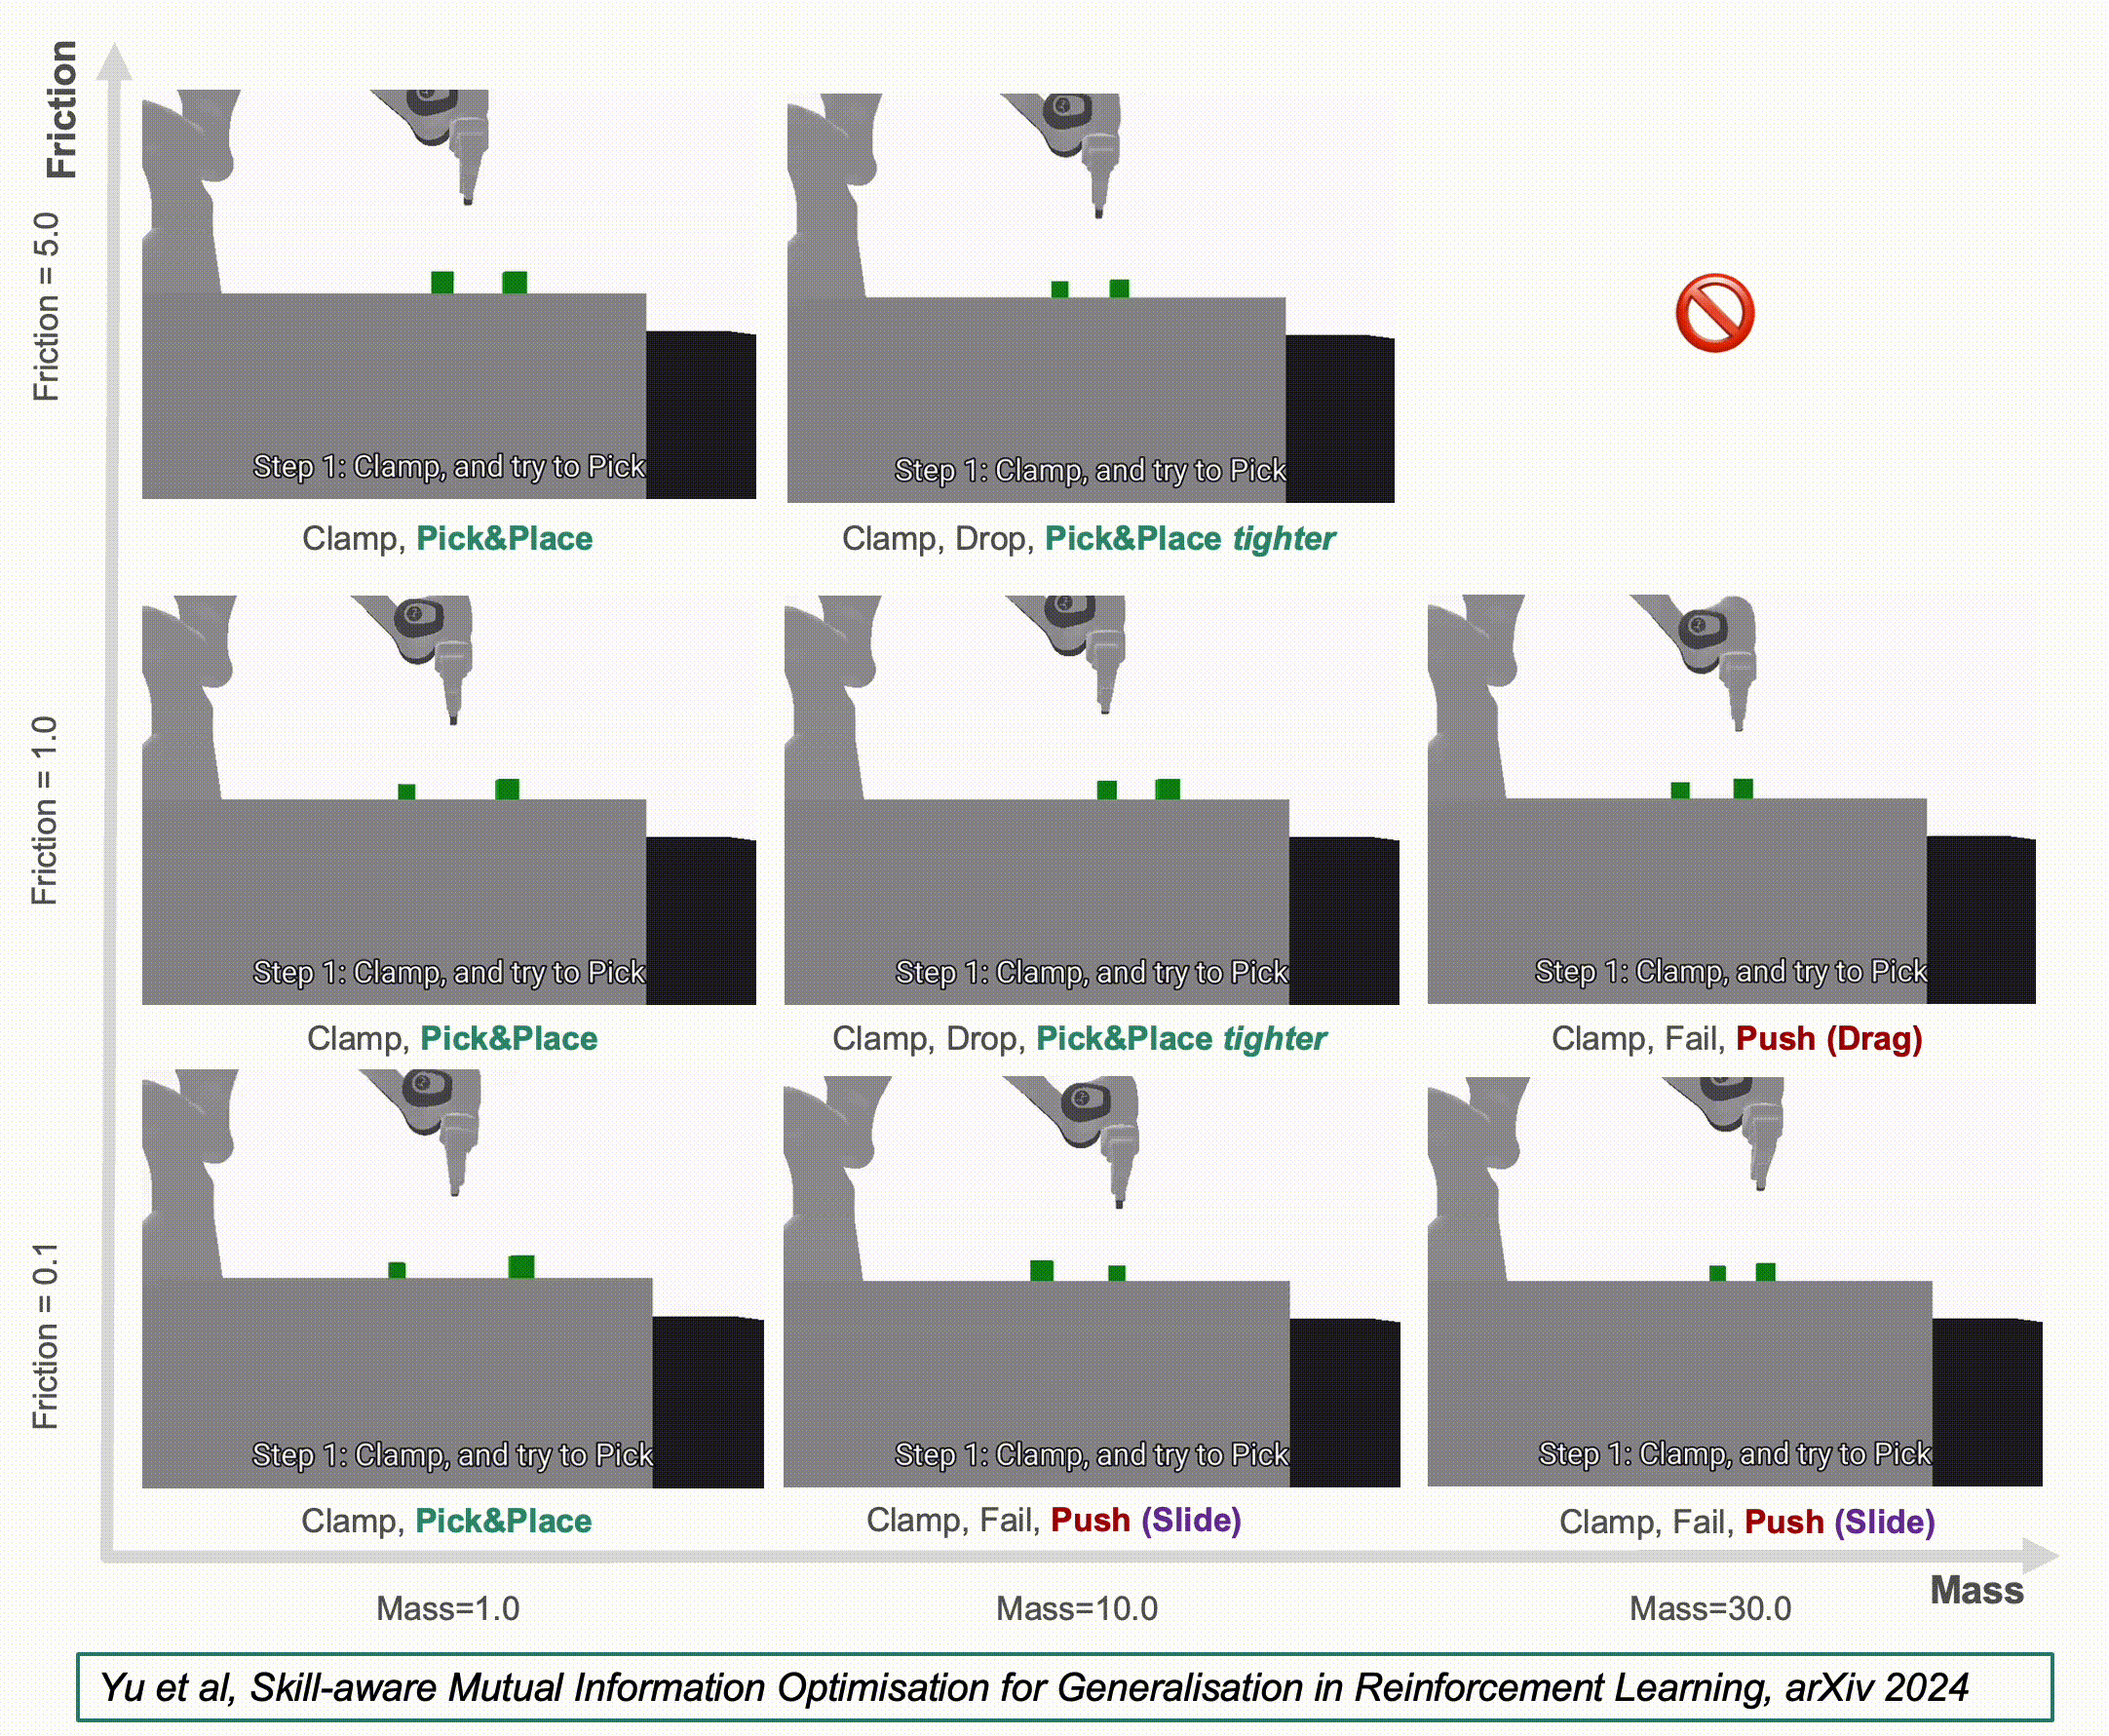 Friction
Friction = 5.0
Step 1: Clamp, and try to Pick
Step 1: Clamp, and try to Pick
Clamp, Pick&Place
Clamp, Drop, Pick&Place tighter
Friction = 1.0
Step 1: Clamp, and try to Pick
Step 1: Clamp, and try to Pick
Step 1: Clamp, and try to Pick
Clamp, Pick&Place
Clamp, Drop, Pick&Place tighter
Clamp, Fail, Push (Drag)
Friction = 0.1
Step 1: Clamp, and try to Pick
Step 1: Clamp, and try to Pick
Step 1: Clamp, and try to Pick
Clamp, Pick&Place
Clamp, Fail, Push (Slide)
Clamp, Fail, Push (Slide)
Mass
Mass=1.0
Mass=10.0
Mass=30.0
Yu et al, Skill-aware Mutual Information Optimisation for Generalisation in Reinforcement Learning, arXiv 2024